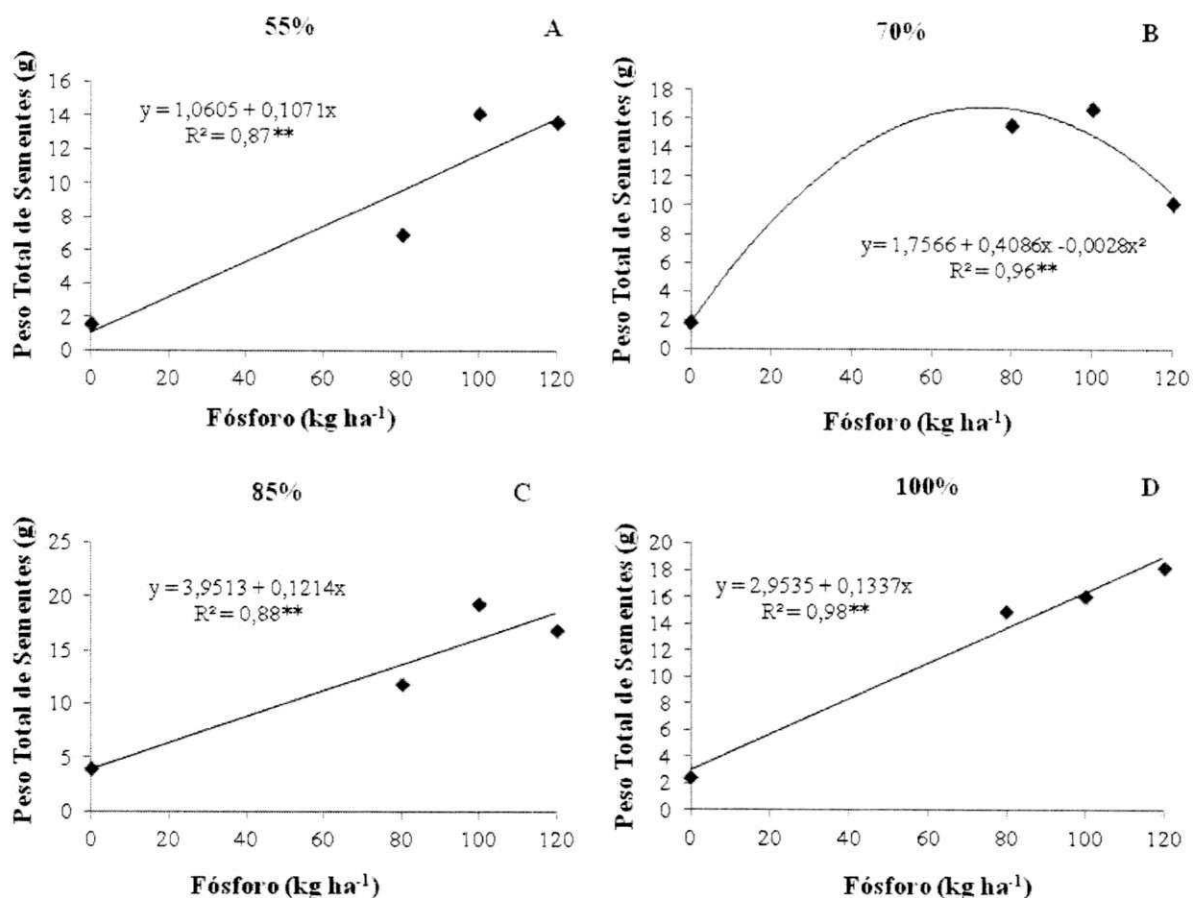 55% A
Peso Total de Sementes (g)
16
14
12
10
8
6
4
2
0
y = 1,0605 + 0,1071x
R² = 0,87**
0 20 40 60 80 100 120
Fósforo (kg ha⁻¹)
70% B
Peso Total de Sementes (g)
18
16
14
12
10
8
6
4
2
0
y= 1,7566 + 0,4086x -0,0028x²
R² = 0,96**
0 20 40 60 80 100 120
Fósforo (kg ha⁻¹)
85% C
Peso Total de Sementes (g)
25
20
15
10
5
0
y = 3,9513 + 0,1214x
R² = 0,88**
0 20 40 60 80 100 120
Fósforo (kg ha⁻¹)
100% D
Peso Total de Sementes (g)
20
18
16
14
12
10
8
6
4
2
0
y = 2,9535 + 0,1337x
R² = 0,98**
0 20 40 60 80 100 120
Fósforo (kg ha⁻¹)